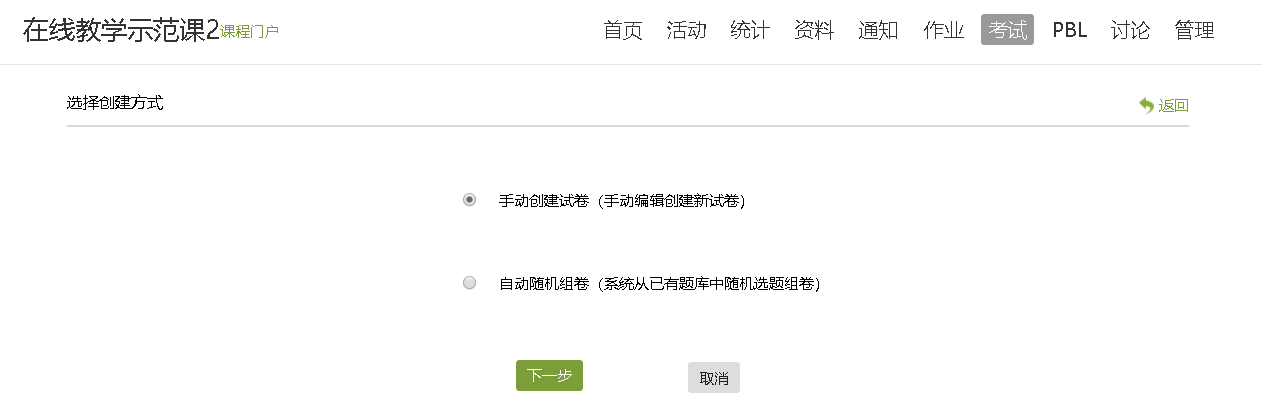 在线教学示范课2课程门户 首页 活动 统计 资料 通知 作业 考试 PBL 讨论 管理
选择创建方式 返回
手动创建试卷（手动编辑创建新试卷）
自动随机组卷（系统从已有题库中随机选题组卷）
下一步 取消